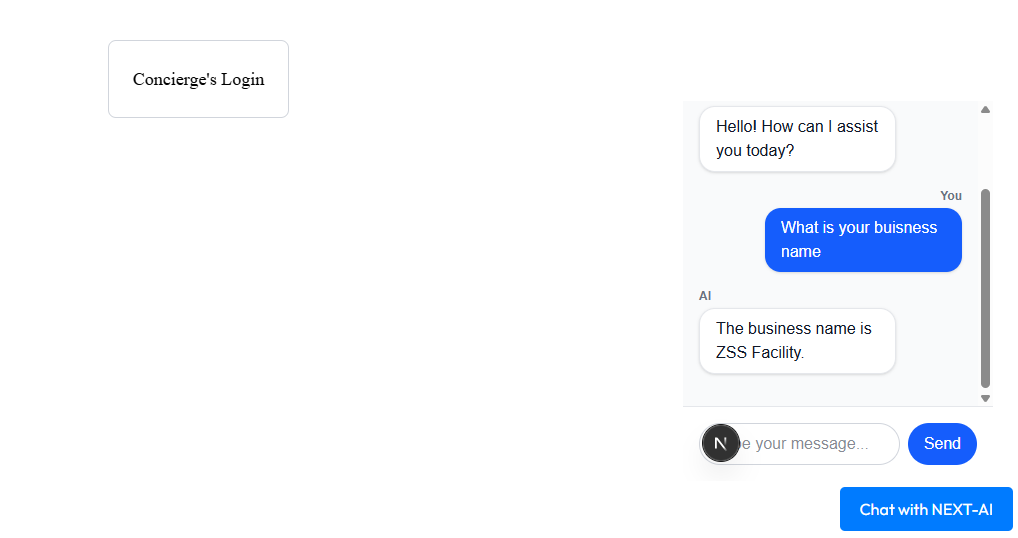 Concierge's Login
Hello! How can I assist
you today?
You
What is your buisness
name
AI
The business name is
ZSS Facility.
N
e your message...
Send
Chat with NEXT-AI